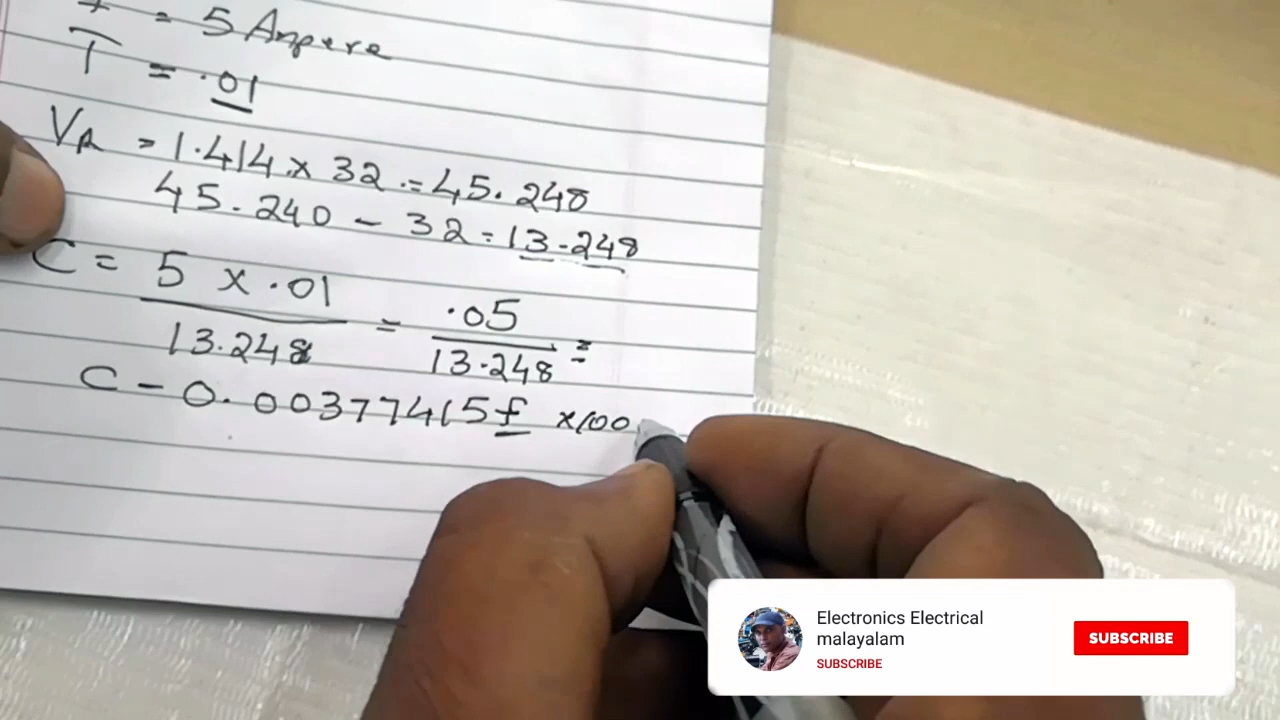 = 5 Ampere
T = .01
VR = 1.414 x 32 = 45.248
45.240 - 32 = 13.248
C = 5 x .01 / 13.248 = .05 / 13.248 =
C - 0.00377415f x100
Electronics Electrical
malayalam
SUBSCRIBE
SUBSCRIBE